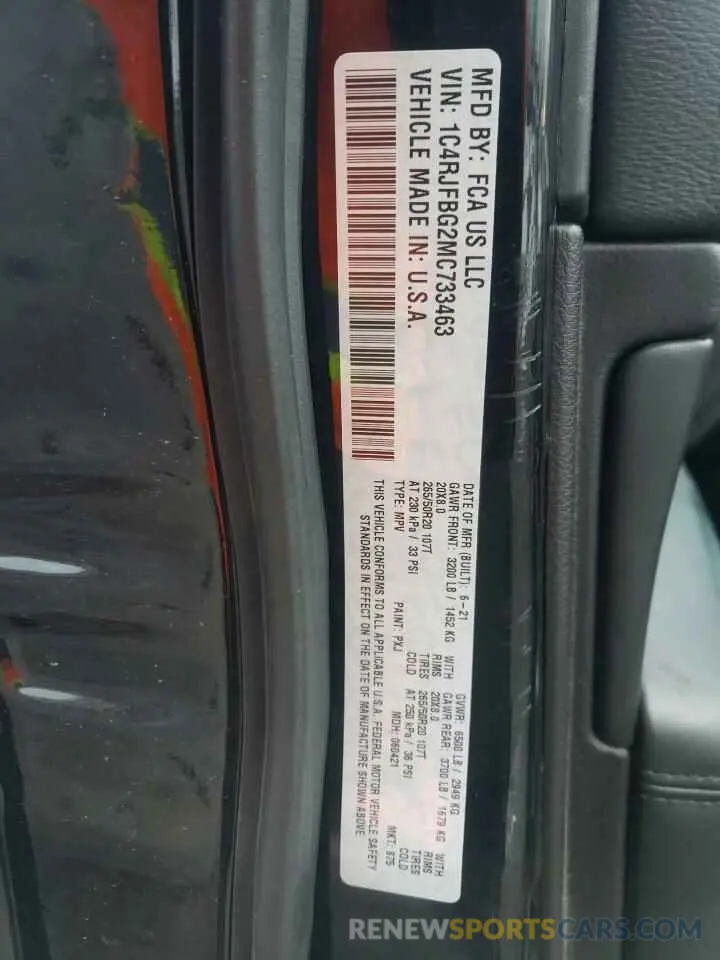 MFD BY: FCA US LLC
VIN: 1C4RJFBG2MC733463
VEHICLE MADE IN: U.S.A.
DATE OF MFR (BUILT): 6-21 GVWR: 6500 LB / 2949 KG
GAWR FRONT: 3200 LB / 1452 KG WITH GAWR REAR: 3700 LB / 1679 KG WITH
20X8.0 RIMS 20X8.0 RIMS
265/50R20 107T TIRES 265/50R20 107T TIRES
AT 230 kPa / 33 PSI COLD AT 250 kPa / 36 PSI COLD
TYPE: MPV PAINT: PXJ MDH: 060421 MKT: 875
THIS VEHICLE CONFORMS TO ALL APPLICABLE U.S.A. FEDERAL MOTOR VEHICLE SAFETY
STANDARDS IN EFFECT ON THE DATE OF MANUFACTURE SHOWN ABOVE
RENEWSPORTSCARS.COM